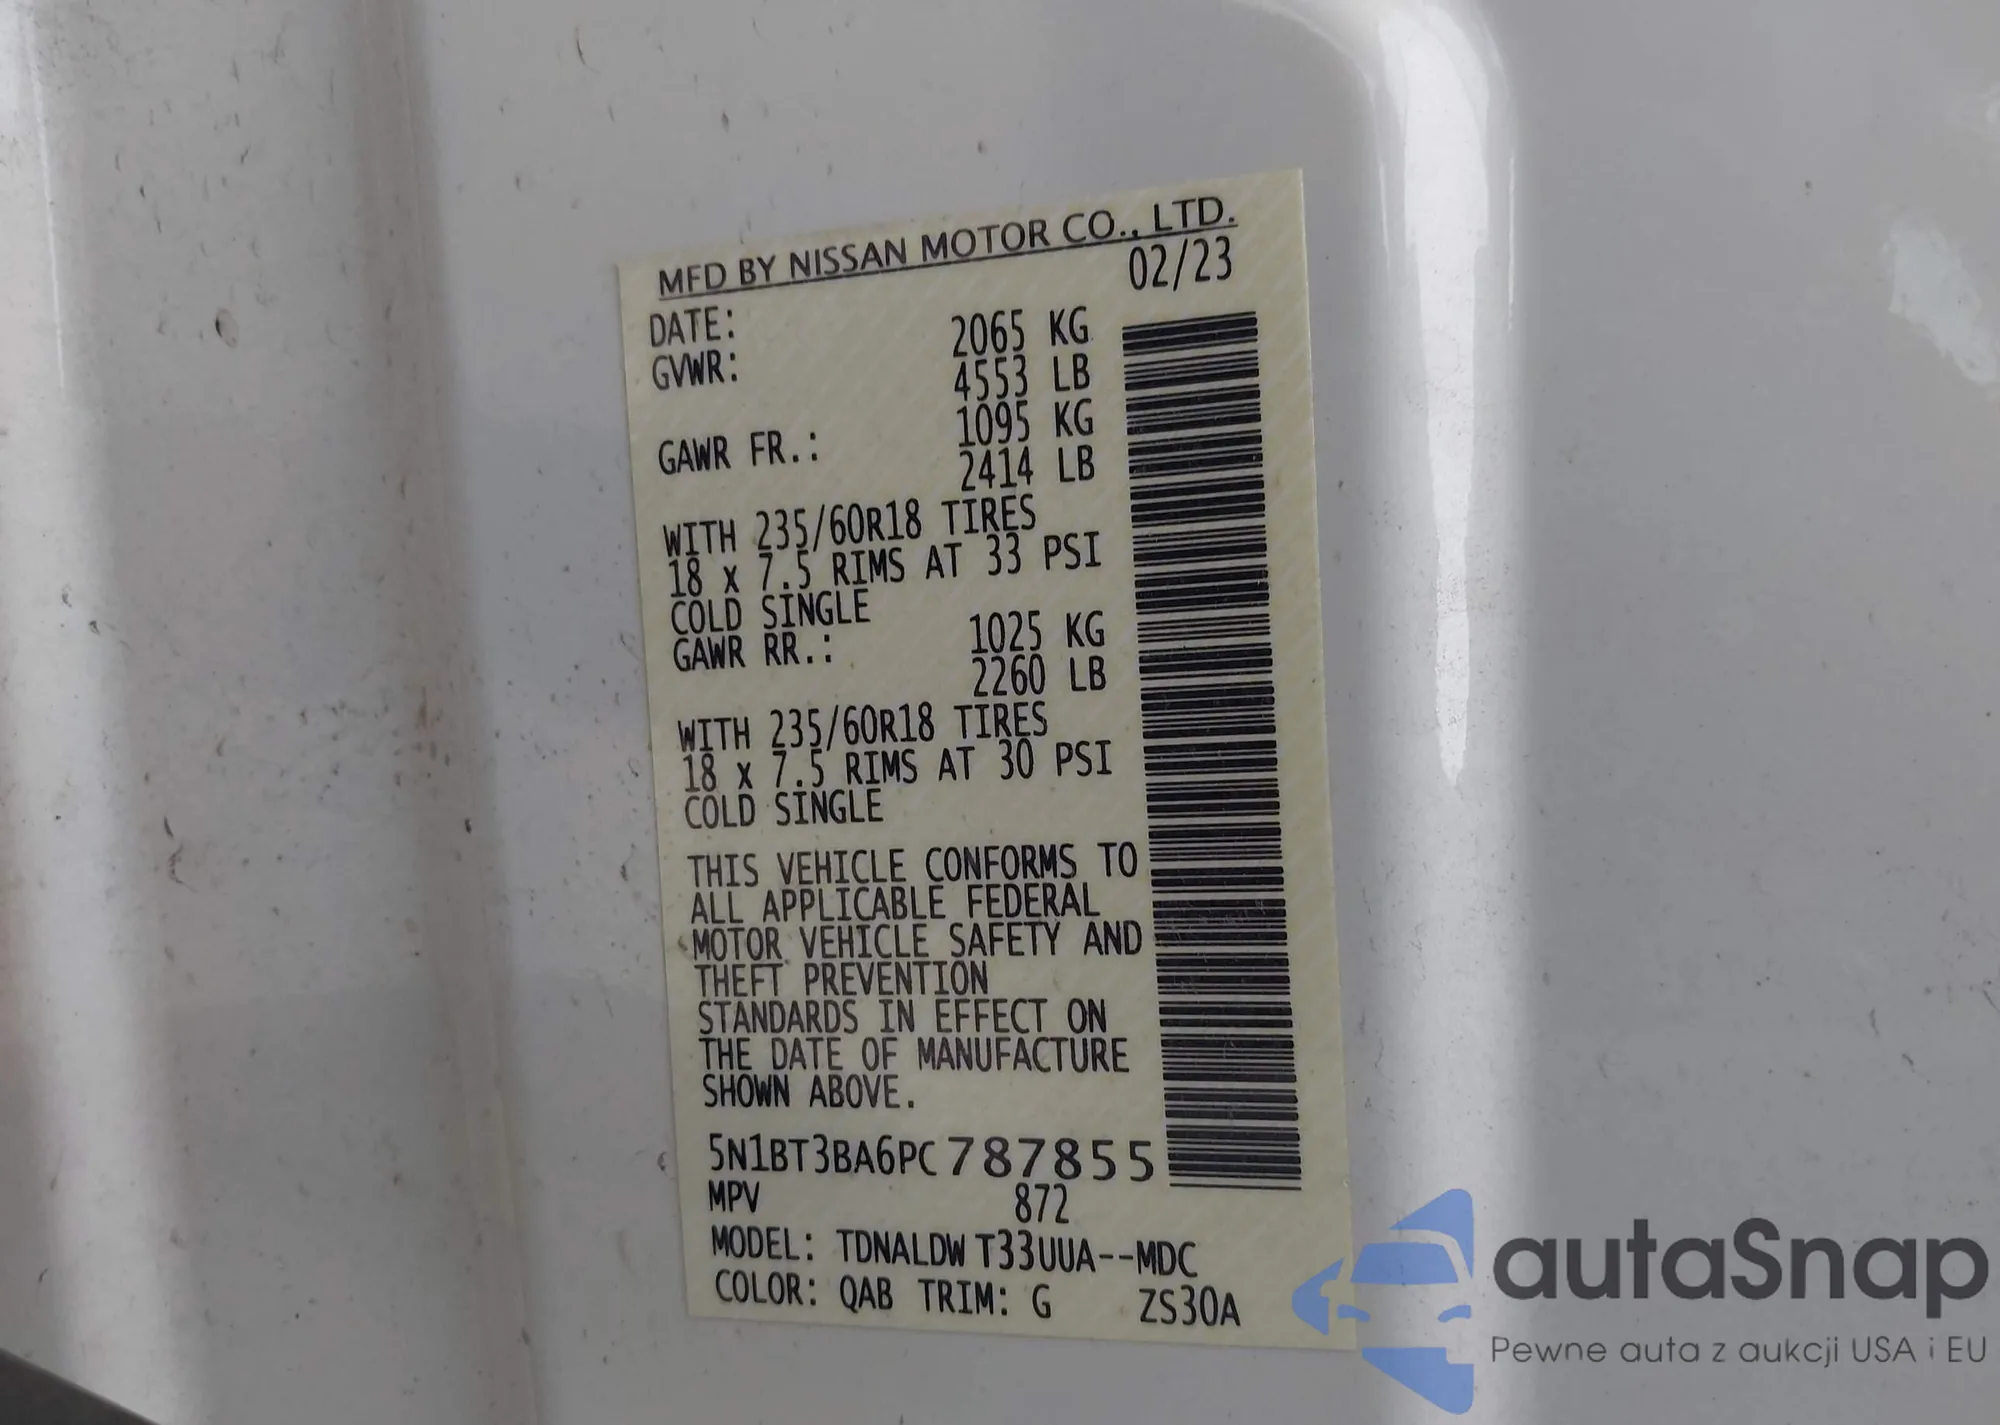 MFD BY NISSAN MOTOR CO., LTD.
DATE: 02/23
GVWR: 2065 KG
4553 LB
GAWR FR.: 1095 KG
2414 LB
WITH 235/60R18 TIRES
18 x 7.5 RIMS AT 33 PSI
COLD SINGLE
GAWR RR.: 1025 KG
2260 LB
WITH 235/60R18 TIRES
18 x 7.5 RIMS AT 30 PSI
COLD SINGLE
THIS VEHICLE CONFORMS TO
ALL APPLICABLE FEDERAL
MOTOR VEHICLE SAFETY AND
THEFT PREVENTION
STANDARDS IN EFFECT ON
THE DATE OF MANUFACTURE
SHOWN ABOVE.
5N1BT3BA6PC787855
MPV 872
MODEL: TDNALDW T33UUA--MDC
COLOR: QAB TRIM: G ZS30A
autaSnap
Pewne auta z aukcji USA i EU